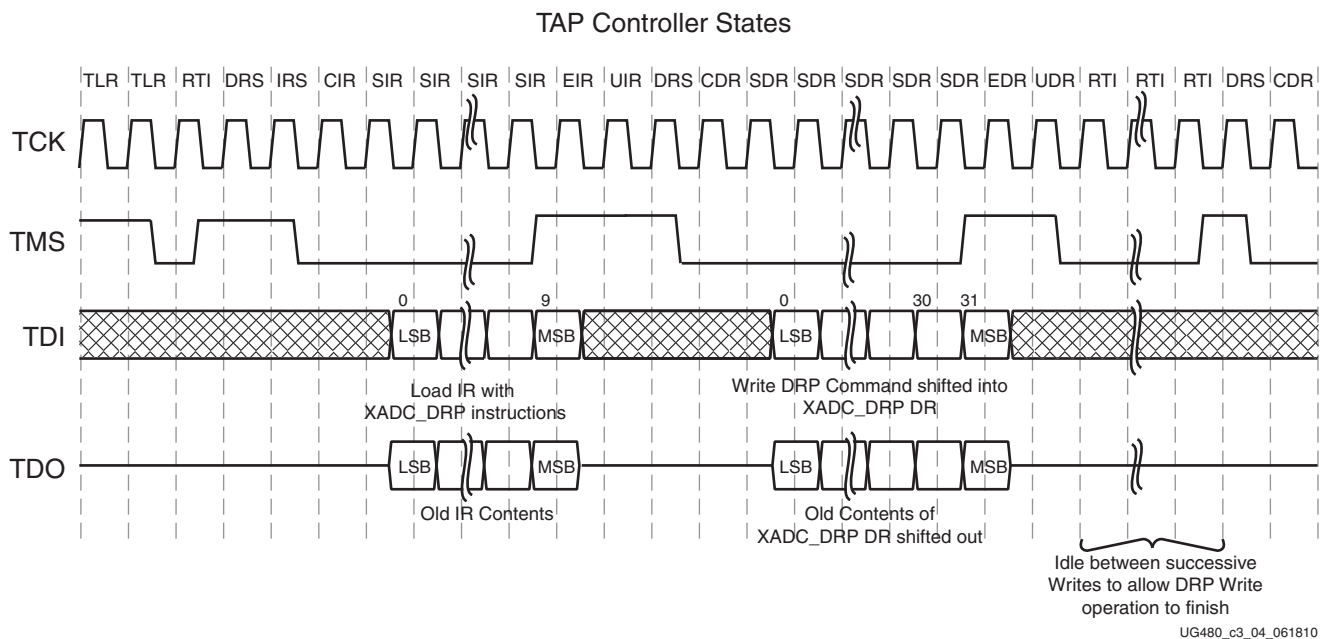 TAP Controller States
TLR TLR RTI DRS IRS CIR SIR SIR SIR SIR EIR UIR DRS CDR SDR SDR SDR SDR SDR EDR UDR RTI RTI RTI DRS CDR
TCK
TMS
0 9 0 30 31
TDI LSB MSB LSB MSB
Load IR with
XADC_DRP instructions
Write DRP Command shifted into
XADC_DRP DR
TDO LSB MSB LSB MSB
Old IR Contents
Old Contents of
XADC_DRP DR shifted out
Idle between successive
Writes to allow DRP Write
operation to finish
UG480_c3_04_061810